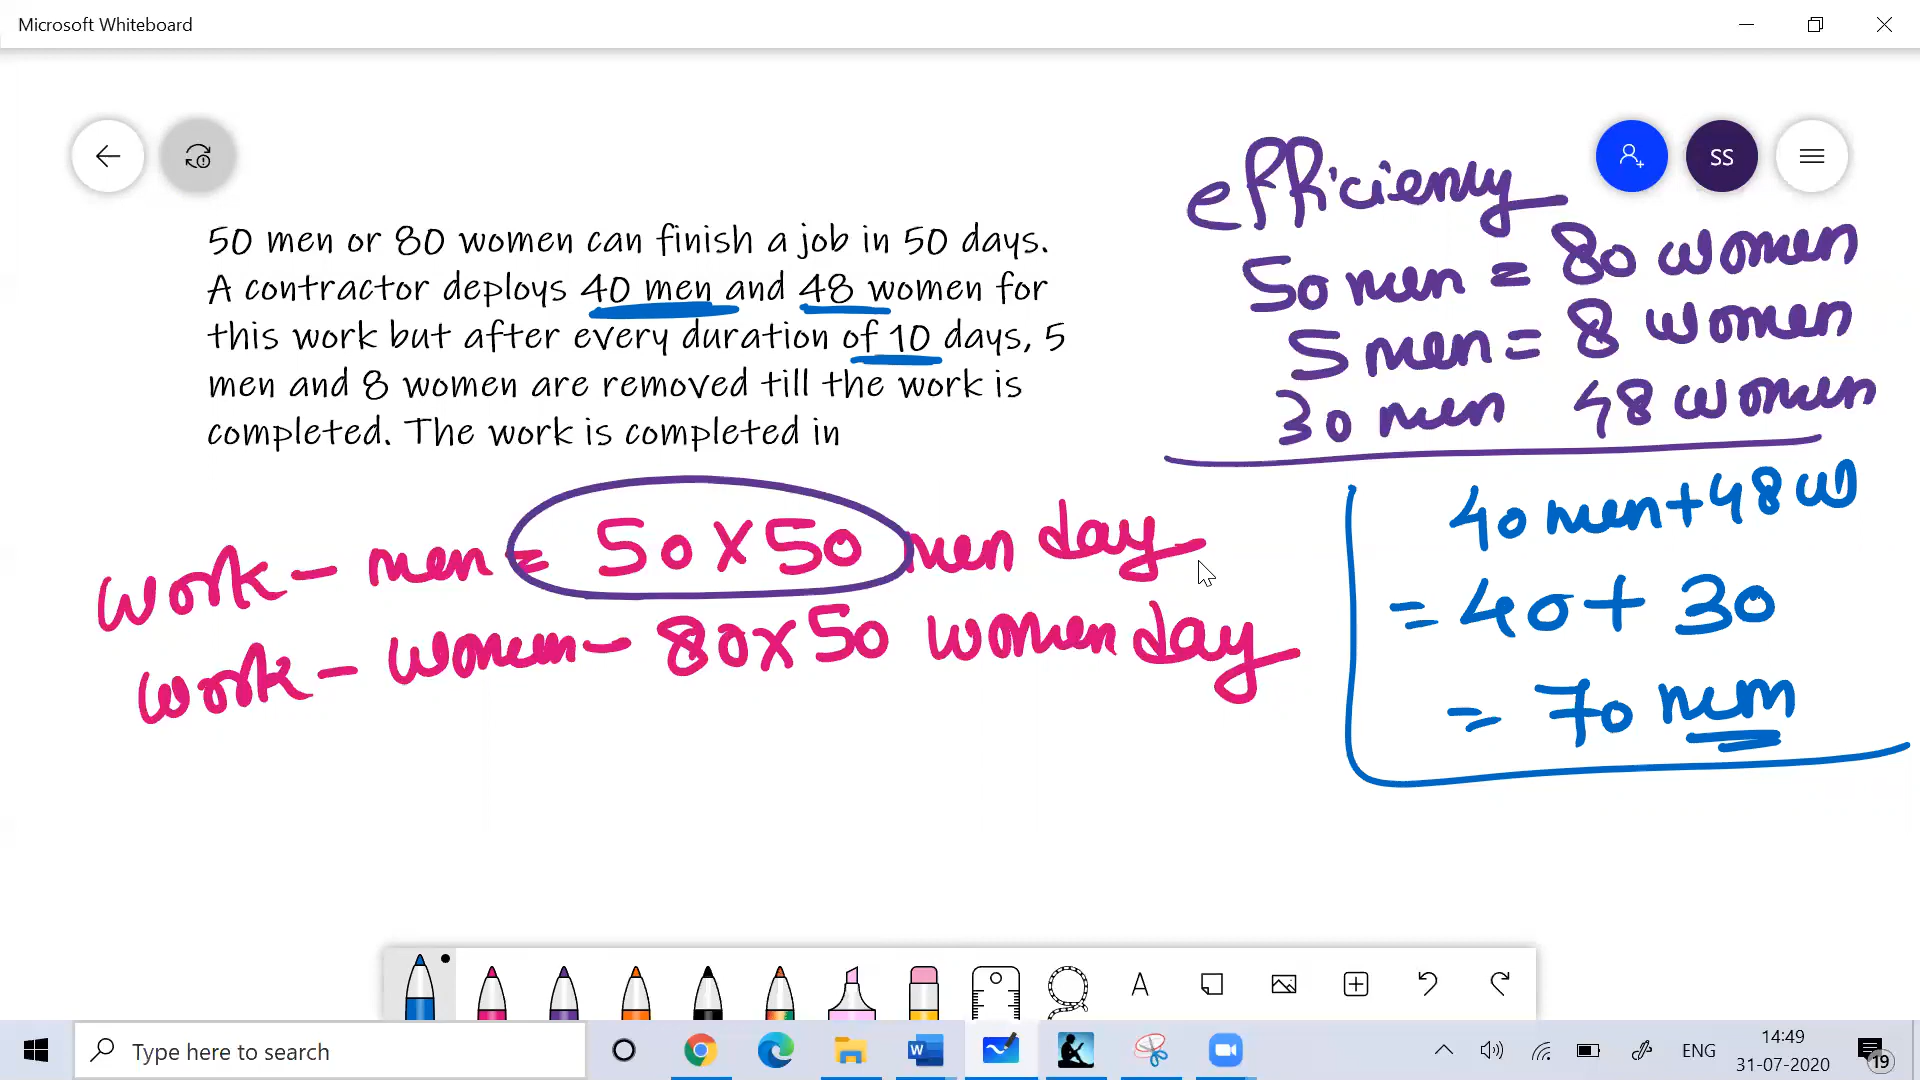 Microsoft Whiteboard
SS
efficiency
50 men or 80 women can finish a job in 50 days.
A contractor deploys 40 men and 48 women for
this work but after every duration of 10 days, 5
men and 8 women are removed till the work is
completed. The work is completed in
50 men = 80 women
5 men = 8 women
30 men 48 women
work - men = 50 x 50 men day
work - women - 80 x 50 women day
40 men + 48 w
= 40 + 30
= 70 men
A
Type here to search
W
ENG
14:49
31-07-2020
19